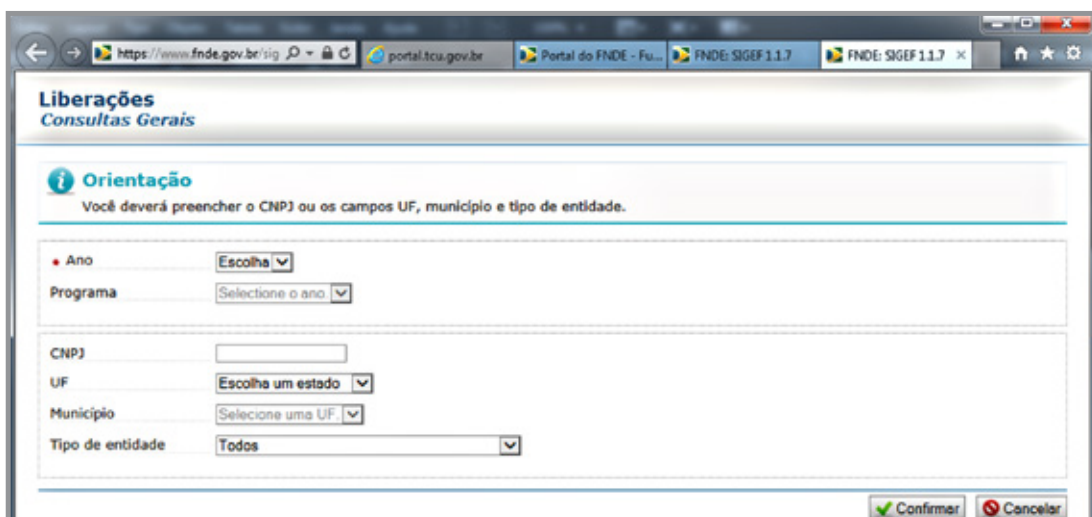 https://www.fnde.gov.br/sig
portal.tcu.gov.br
Portal do FNDE - Fu...
FNDE: SIGEF 1.1.7
FNDE: SIGEF 1.1.7
Liberações
Consultas Gerais
Orientação
Você deverá preencher o CNPJ ou os campos UF, município e tipo de entidade.
Ano Escolha
Programa Selectione o ano.
CNPJ
UF Escolha um estado
Município Selecione uma UF.
Tipo de entidade Todos
Confirmar Cancelar